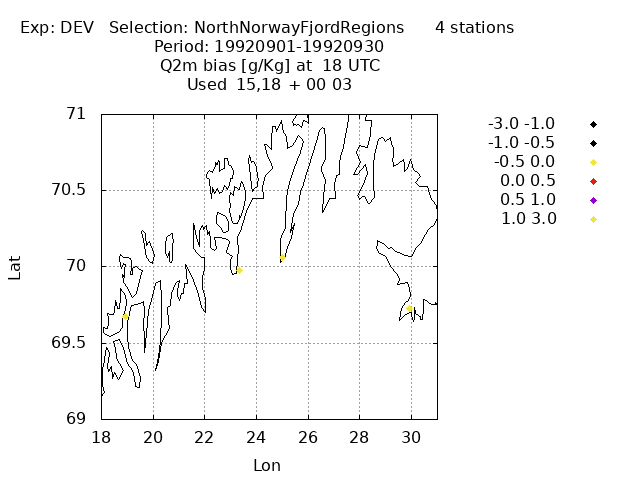 Exp: DEV Selection: NorthNorwayFjordRegions 4 stations
Period: 19920901-19920930
Q2m bias [g/Kg] at 18 UTC
Used 15,18 + 00 03
71
70.5
70
69.5
69
Lat
18 20 22 24 26 28 30
Lon
-3.0 -1.0
-1.0 -0.5
-0.5 0.0
0.0 0.5
0.5 1.0
1.0 3.0